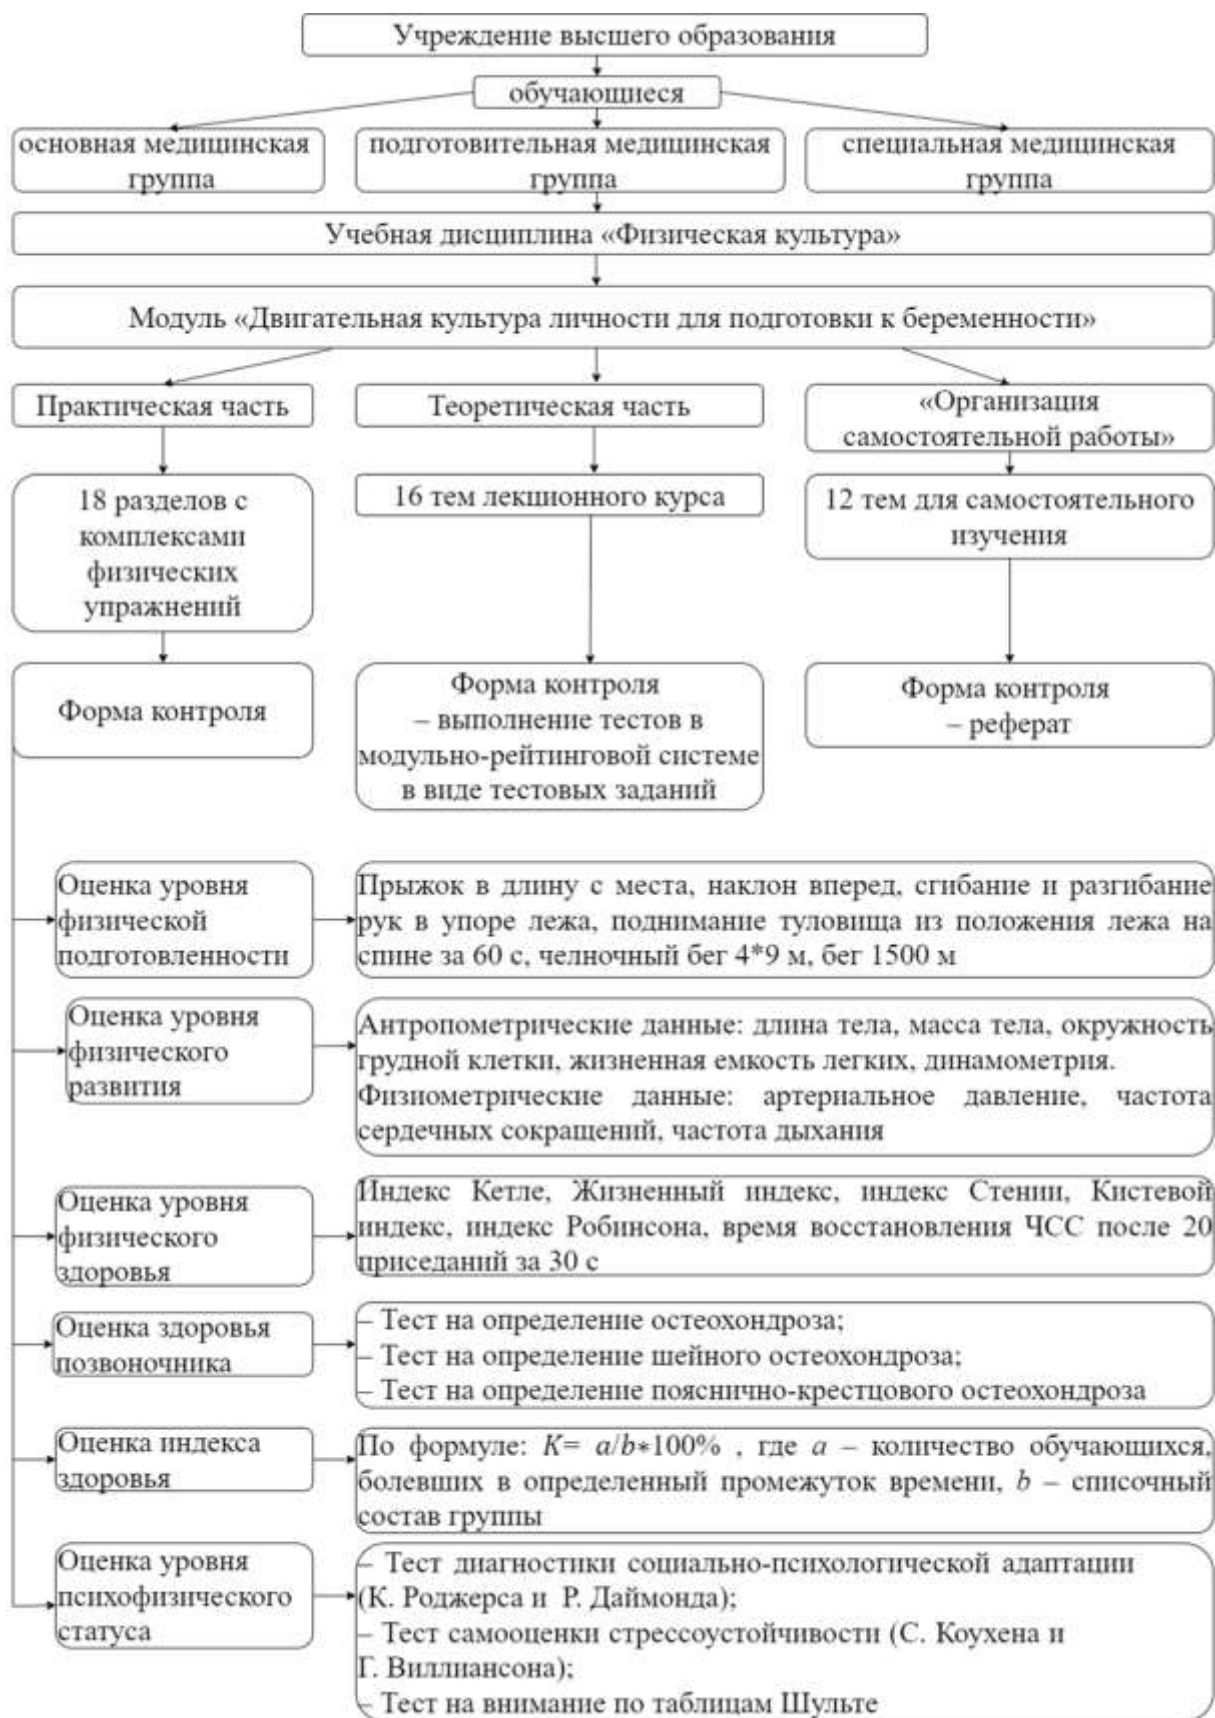 Учреждение высшего образования
обучающиеся
основная медицинская
группа
подготовительная медицинская
группа
специальная медицинская
группа
Учебная дисциплина «Физическая культура»
Модуль «Двигательная культура личности для подготовки к беременности»
Практическая часть
Теоретическая часть
«Организация
самостоятельной работы»
18 разделов с
комплексами
физических
упражнений
16 тем лекционного курса
12 тем для самостоятельного
изучения
Форма контроля
Форма контроля
– выполнение тестов в
модульно-рейтинговой системе
в виде тестовых заданий
Форма контроля
– реферат
Оценка уровня
физической
подготовленности
Прыжок в длину с места, наклон вперед, сгибание и разгибание
рук в упоре лежа, поднимание туловища из положения лежа на
спине за 60 с, челночный бег 4*9 м, бег 1500 м
Оценка уровня
физического
развития
Антропометрические данные: длина тела, масса тела, окружность
грудной клетки, жизненная емкость легких, динамометрия.
Физиометрические данные: артериальное давление, частота
сердечных сокращений, частота дыхания
Оценка уровня
физического
здоровья
Индекс Кетле, Жизненный индекс, индекс Стении, Кистевой
индекс, индекс Робинсона, время восстановления ЧСС после 20
приседаний за 30 с
Оценка здоровья
позвоночника
– Тест на определение остеохондроза;
– Тест на определение шейного остеохондроза;
– Тест на определение пояснично-крестцового остеохондроза
Оценка индекса
здоровья
По формуле: K= a/b*100% , где a – количество обучающихся,
болевших в определенный промежуток времени, b – списочный
состав группы
Оценка уровня
психофизического
статуса
– Тест диагностики социально-психологической адаптации
(К. Роджерса и Р. Даймонда);
– Тест самооценки стрессоустойчивости (С. Коухена и
Г. Виллиансона);
– Тест на внимание по таблицам Шульте